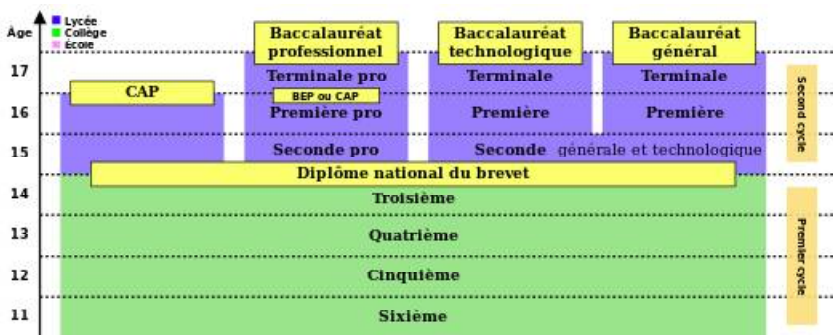 Âge
Lycée
Collège
École
Baccalauréat
professionnel
Baccalauréat
technologique
Baccalauréat
général
17
Terminale pro
Terminale
Terminale
CAP
BEP ou CAP
16
Première pro
Première
Première
15
Seconde pro
Seconde générale et technologique
Second cycle
Diplôme national du brevet
14
Troisième
13
Quatrième
12
Cinquième
11
Sixième
Premier cycle